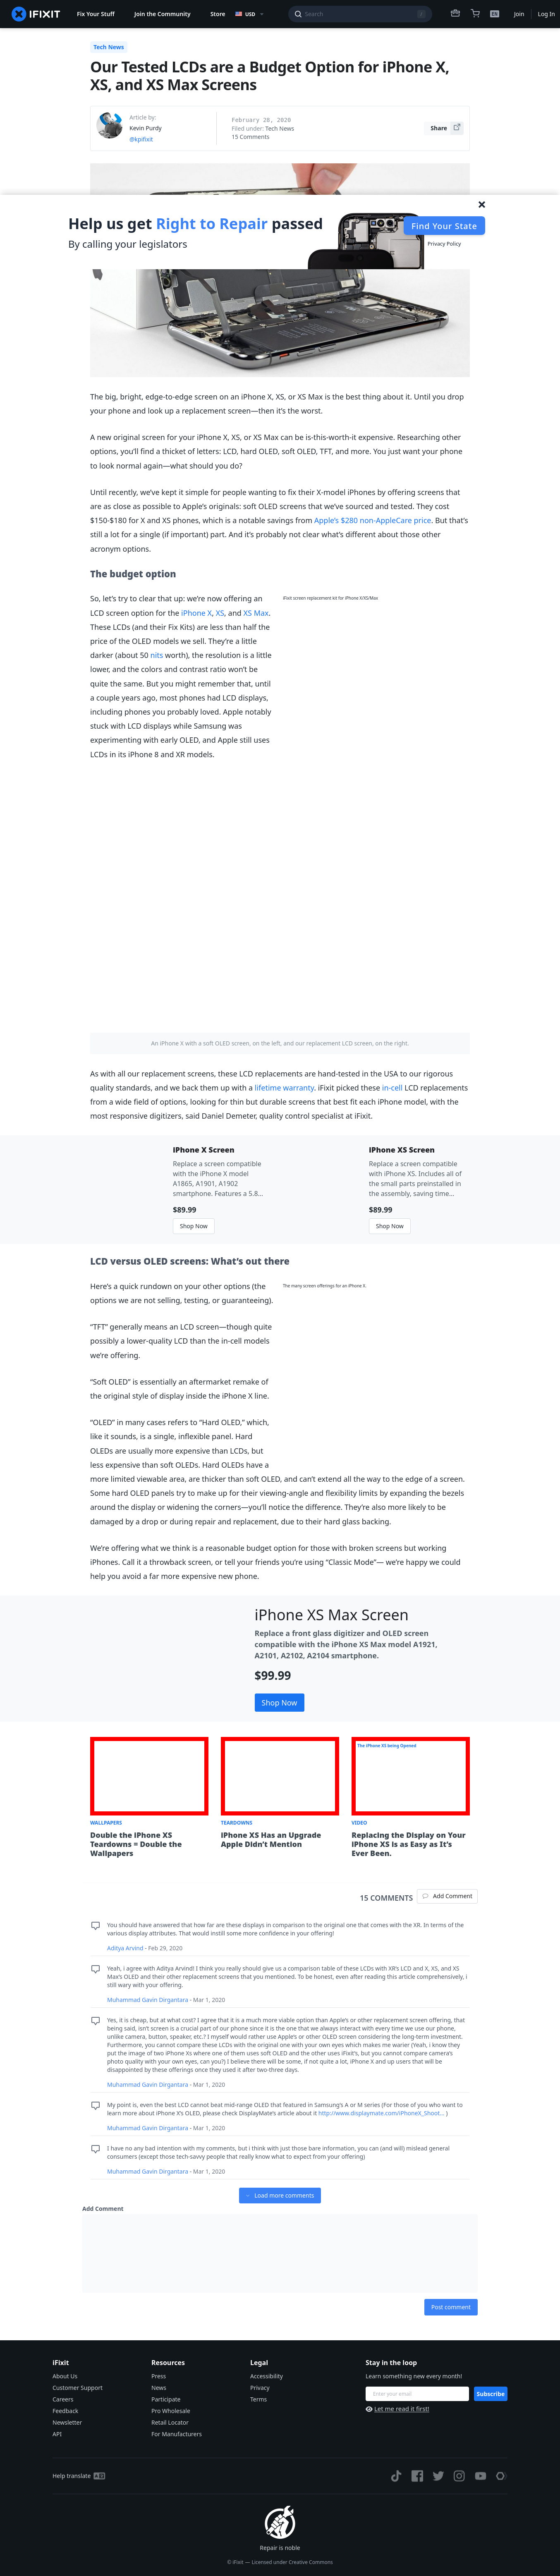 IFIXIT
Fix Your Stuff
Join the Community
Store
USD
Search
/
EN
Join
Log In
Tech News
Our Tested LCDs are a Budget Option for iPhone X,
XS, and XS Max Screens
Article by:
Kevin Purdy
@kpifixit
February 28, 2020
Filed under: Tech News
15 Comments
Share
Help us get Right to Repair passed
By calling your legislators
Find Your State
Privacy Policy
The big, bright, edge-to-edge screen on an iPhone X, XS, or XS Max is the best thing about it. Until you drop
your phone and look up a replacement screen—then it’s the worst.
A new original screen for your iPhone X, XS, or XS Max can be is-this-worth-it expensive. Researching other
options, you’ll find a thicket of letters: LCD, hard OLED, soft OLED, TFT, and more. You just want your phone
to look normal again—what should you do?
Until recently, we’ve kept it simple for people wanting to fix their X-model iPhones by offering screens that
are as close as possible to Apple’s originals: soft OLED screens that we’ve sourced and tested. They cost
$150-$180 for X and XS phones, which is a notable savings from Apple’s $280 non-AppleCare price. But that’s
still a lot for a single (if important) part. And it’s probably not clear what’s different about those other
acronym options.
The budget option
So, let’s try to clear that up: we’re now offering an
LCD screen option for the iPhone X, XS, and XS Max.
These LCDs (and their Fix Kits) are less than half the
price of the OLED models we sell. They’re a little
darker (about 50 nits worth), the resolution is a little
lower, and the colors and contrast ratio won’t be
quite the same. But you might remember that, until
a couple years ago, most phones had LCD displays,
including phones you probably loved. Apple notably
stuck with LCD displays while Samsung was
experimenting with early OLED, and Apple still uses
LCDs in its iPhone 8 and XR models.
iFixit screen replacement kit for iPhone X/XS/Max
An iPhone X with a soft OLED screen, on the left, and our replacement LCD screen, on the right.
As with all our replacement screens, these LCD replacements are hand-tested in the USA to our rigorous
quality standards, and we back them up with a lifetime warranty. iFixit picked these in-cell LCD replacements
from a wide field of options, looking for thin but durable screens that best fit each iPhone model, with the
most responsive digitizers, said Daniel Demeter, quality control specialist at iFixit.
iPhone X Screen
Replace a screen compatible
with the iPhone X model
A1865, A1901, A1902
smartphone. Features a 5.8...
$89.99
Shop Now
iPhone XS Screen
Replace a screen compatible
with iPhone XS. Includes all of
the small parts preinstalled in
the assembly, saving time...
$89.99
Shop Now
LCD versus OLED screens: What’s out there
Here’s a quick rundown on your other options (the
options we are not selling, testing, or guaranteeing).
The many screen offerings for an iPhone X.
“TFT” generally means an LCD screen—though quite
possibly a lower-quality LCD than the in-cell models
we’re offering.
“Soft OLED” is essentially an aftermarket remake of
the original style of display inside the iPhone X line.
“OLED” in many cases refers to “Hard OLED,” which,
like it sounds, is a single, inflexible panel. Hard
OLEDs are usually more expensive than LCDs, but
less expensive than soft OLEDs. Hard OLEDs have a
more limited viewable area, are thicker than soft OLED, and can’t extend all the way to the edge of a screen.
Some hard OLED panels try to make up for their viewing-angle and flexibility limits by expanding the bezels
around the display or widening the corners—you’ll notice the difference. They’re also more likely to be
damaged by a drop or during repair and replacement, due to their hard glass backing.
We’re offering what we think is a reasonable budget option for those with broken screens but working
iPhones. Call it a throwback screen, or tell your friends you’re using “Classic Mode”— we’re happy we could
help you avoid a far more expensive new phone.
iPhone XS Max Screen
Replace a front glass digitizer and OLED screen
compatible with the iPhone XS Max model A1921,
A2101, A2102, A2104 smartphone.
$99.99
Shop Now
The iPhone XS being Opened
WALLPAPERS
Double the iPhone XS
Teardowns = Double the
Wallpapers
TEARDOWNS
iPhone XS Has an Upgrade
Apple Didn’t Mention
VIDEO
Replacing the Display on Your
iPhone XS Is as Easy as It’s
Ever Been.
15 COMMENTS
Add Comment
You should have answered that how far are these displays in comparison to the original one that comes with the XR. In terms of the
various display attributes. That would instill some more confidence in your offering!
Aditya Arvind - Feb 29, 2020
Yeah, i agree with Aditya Arvind! I think you really should give us a comparison table of these LCDs with XR’s LCD and X, XS, and XS
Max’s OLED and their other replacement screens that you mentioned. To be honest, even after reading this article comprehensively, i
still wary with your offering.
Muhammad Gavin Dirgantara - Mar 1, 2020
Yes, it is cheap, but at what cost? I agree that it is a much more viable option than Apple’s or other replacement screen offering, that
being said, isn’t screen is a crucial part of our phone since it is the one that we always interact with every time we use our phone,
unlike camera, button, speaker, etc.? I myself would rather use Apple’s or other OLED screen considering the long-term investment.
Furthermore, you cannot compare these LCDs with the original one with your own eyes which makes me warier (Yeah, i know they
put the image of two iPhone Xs where one of them uses soft OLED and the other uses iFixit’s, but you cannot compare camera’s
photo quality with your own eyes, can you?) I believe there will be some, if not quite a lot, iPhone X and up users that will be
disappointed by these offerings once they used it after two-three days.
Muhammad Gavin Dirgantara - Mar 1, 2020
My point is, even the best LCD cannot beat mid-range OLED that featured in Samsung’s A or M series (For those of you who want to
learn more about iPhone X’s OLED, please check DisplayMate’s article about it http://www.displaymate.com/iPhoneX_Shoot... )
Muhammad Gavin Dirgantara - Mar 1, 2020
I have no any bad intention with my comments, but i think with just those bare information, you can (and will) mislead general
consumers (except those tech-savvy people that really know what to expect from your offering)
Muhammad Gavin Dirgantara - Mar 1, 2020
Load more comments
Add Comment
Post comment
iFixit
About Us
Customer Support
Careers
Feedback
Newsletter
API
Resources
Press
News
Participate
Pro Wholesale
Retail Locator
For Manufacturers
Legal
Accessibility
Privacy
Terms
Stay in the loop
Learn something new every month!
Enter your email
Subscribe
Let me read it first!
Help translate
Repair is noble
© iFixit — Licensed under Creative Commons